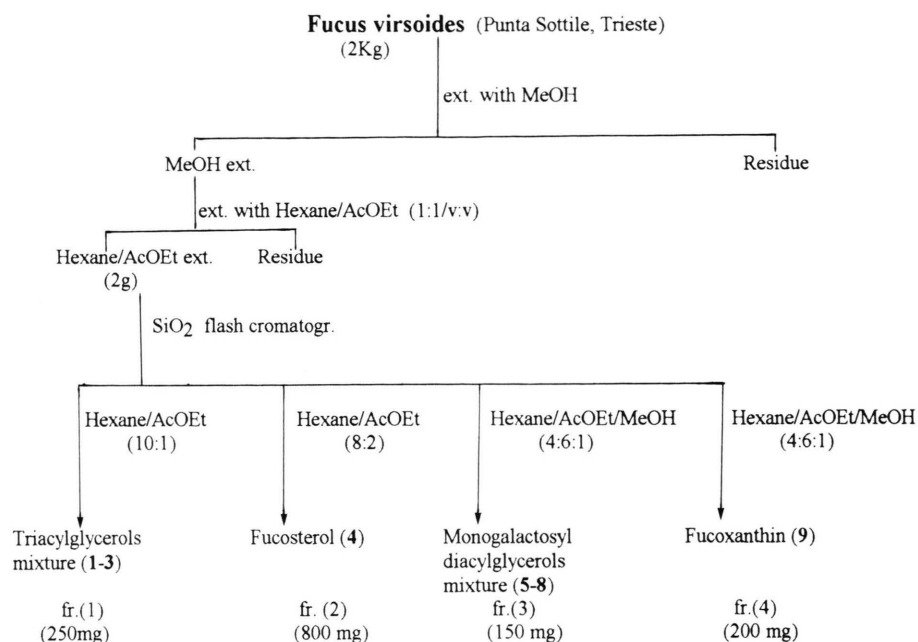 Fucus virsoides (Punta Sottile, Trieste)
(2Kg)
ext. with MeOH
MeOH ext.
Residue
ext. with Hexane/AcOEt (1:1/v:v)
Hexane/AcOEt ext.
Residue
(2g)
SiO2 flash cromatogr.
Hexane/AcOEt
(10:1)
Hexane/AcOEt
(8:2)
Hexane/AcOEt/MeOH
(4:6:1)
Hexane/AcOEt/MeOH
(4:6:1)
Triacylglycerols
mixture (1-3)
Fucosterol (4)
Monogalactosyl
diacylglycerols
mixture (5-8)
Fucoxanthin (9)
fr.(1)
(250mg)
fr. (2)
(800 mg)
fr.(3)
(150 mg)
fr.(4)
(200 mg)